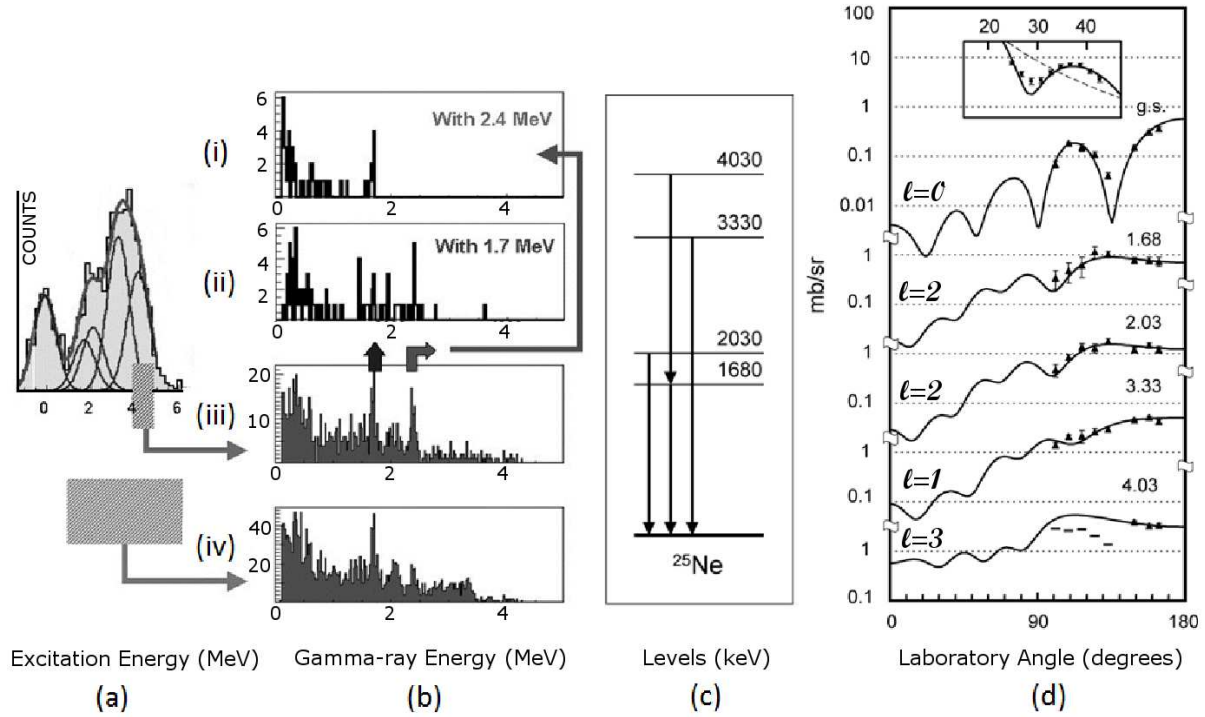 COUNTS
0 2 4 6
Excitation Energy (MeV)
(a)
(i)
6
4
2
With 2.4 MeV
0 2 4
(ii)
6
4
2
With 1.7 MeV
0 2 4
(iii)
20
10
0 2 4
(iv)
40
20
0 2 4
Gamma-ray Energy (MeV)
(b)
4030
3330
2030
1680
²⁵Ne
Levels (keV)
(c)
mb/sr
100
10
1
0.1
0.01
1
0.1
1
0.1
1
0.1
1
0.1
20 30 40
g.s.
ℓ=0
1.68
ℓ=2
2.03
ℓ=2
3.33
ℓ=1
4.03
ℓ=3
0 90 180
Laboratory Angle (degrees)
(d)